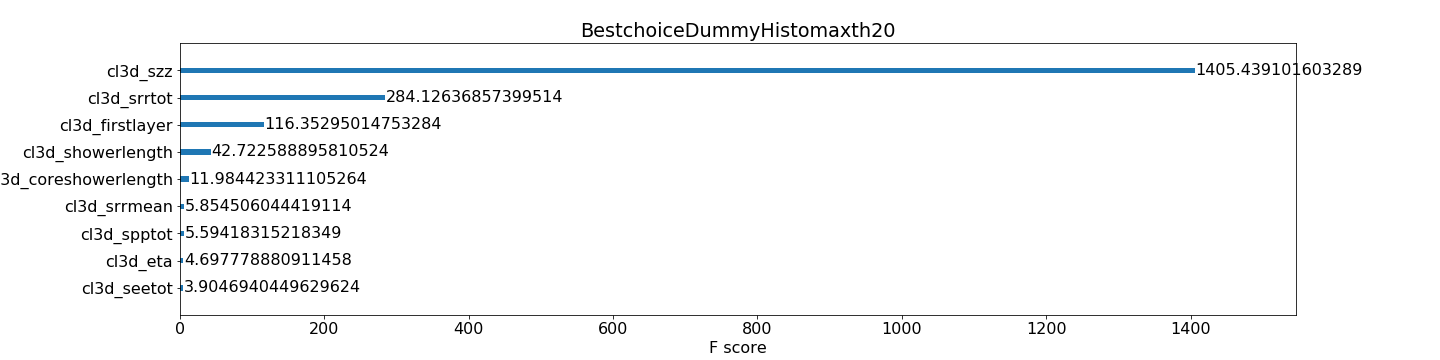 BestchoiceDummyHistomaxth20
cl3d_szz 1405.439101603289
cl3d_srrtot 284.12636857399514
cl3d_firstlayer 116.35295014753284
cl3d_showerlength 42.722588895810524
3d_coreshowerlength 11.984423311105264
cl3d_srrmean 5.854506044419114
cl3d_spptot 5.59418315218349
cl3d_eta 4.697778880911458
cl3d_seetot 3.9046940449629624
0 200 400 600 800 1000 1200 1400
F score